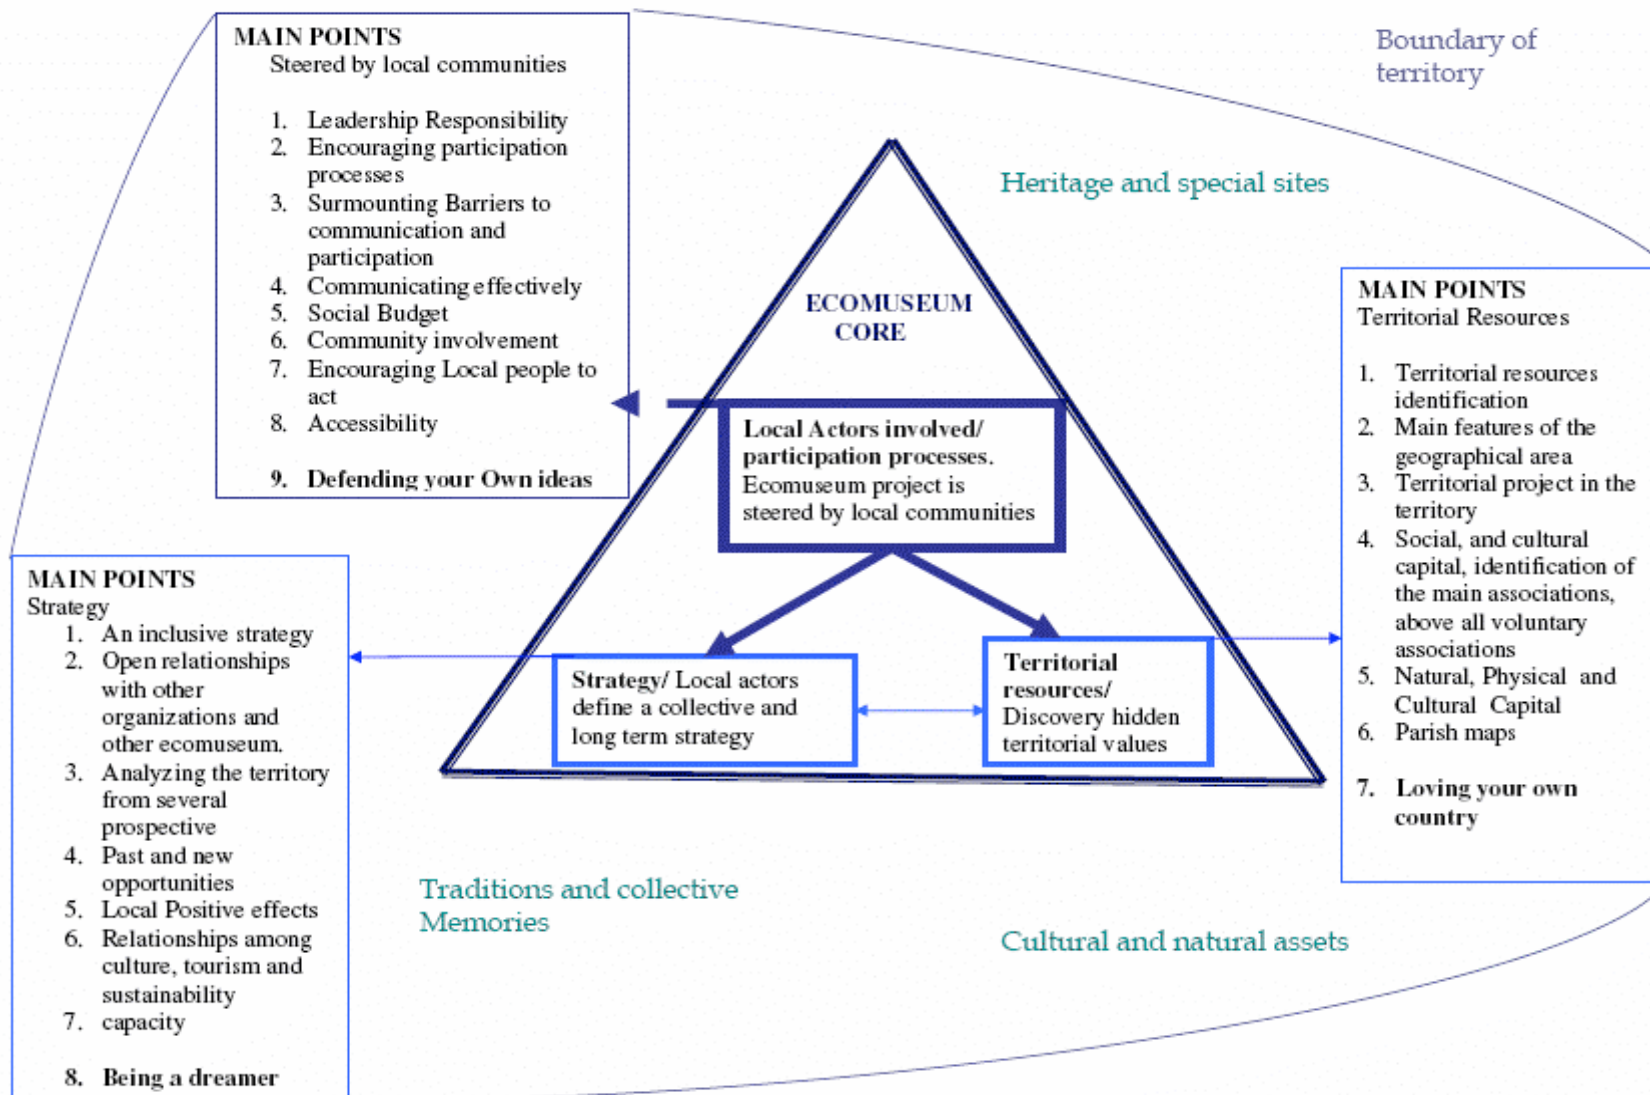 MAIN POINTS
Steered by local communities
1. Leadership Responsibility
2. Encouraging participation
processes
3. Surmounting Barriers to
communication and
participation
4. Communicating effectively
5. Social Budget
6. Community involvement
7. Encouraging Local people to
act
8. Accessibility
9. Defending your Own ideas
Boundary of
territory
Heritage and special sites
ECOMUSEUM
CORE
Local Actors involved/
participation processes.
Ecomuseum project is
steered by local communities
Strategy/ Local actors
define a collective and
long term strategy
Territorial
resources/
Discovery hidden
territorial values
MAIN POINTS
Territorial Resources
1. Territorial resources
identification
2. Main features of the
geographical area
3. Territorial project in the
territory
4. Social, and cultural
capital, identification of
the main associations,
above all voluntary
associations
5. Natural, Physical and
Cultural Capital
6. Parish maps
7. Loving your own
country
MAIN POINTS
Strategy
1. An inclusive strategy
2. Open relationships
with other
organizations and
other ecomuseum.
3. Analyzing the territory
from several
prospective
4. Past and new
opportunities
5. Local Positive effects
6. Relationships among
culture, tourism and
sustainability
7. capacity
8. Being a dreamer
Traditions and collective
Memories
Cultural and natural assets